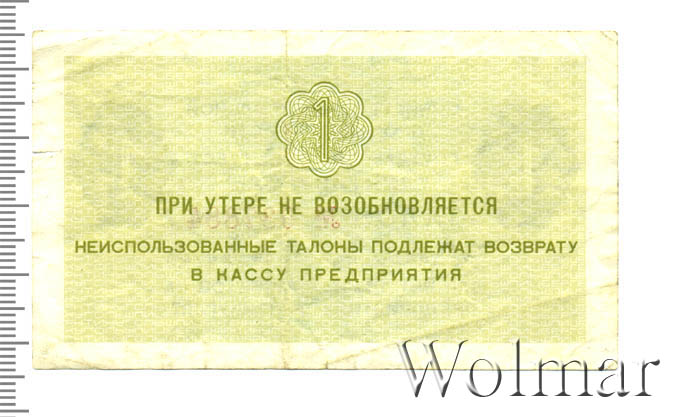 1
ПРИ УТЕРЕ НЕ ВОЗОБНОВЛЯЕТСЯ
НЕИСПОЛЬЗОВАННЫЕ ТАЛОНЫ ПОДЛЕЖАТ ВОЗВРАТУ
В КАССУ ПРЕДПРИЯТИЯ
Wolmar